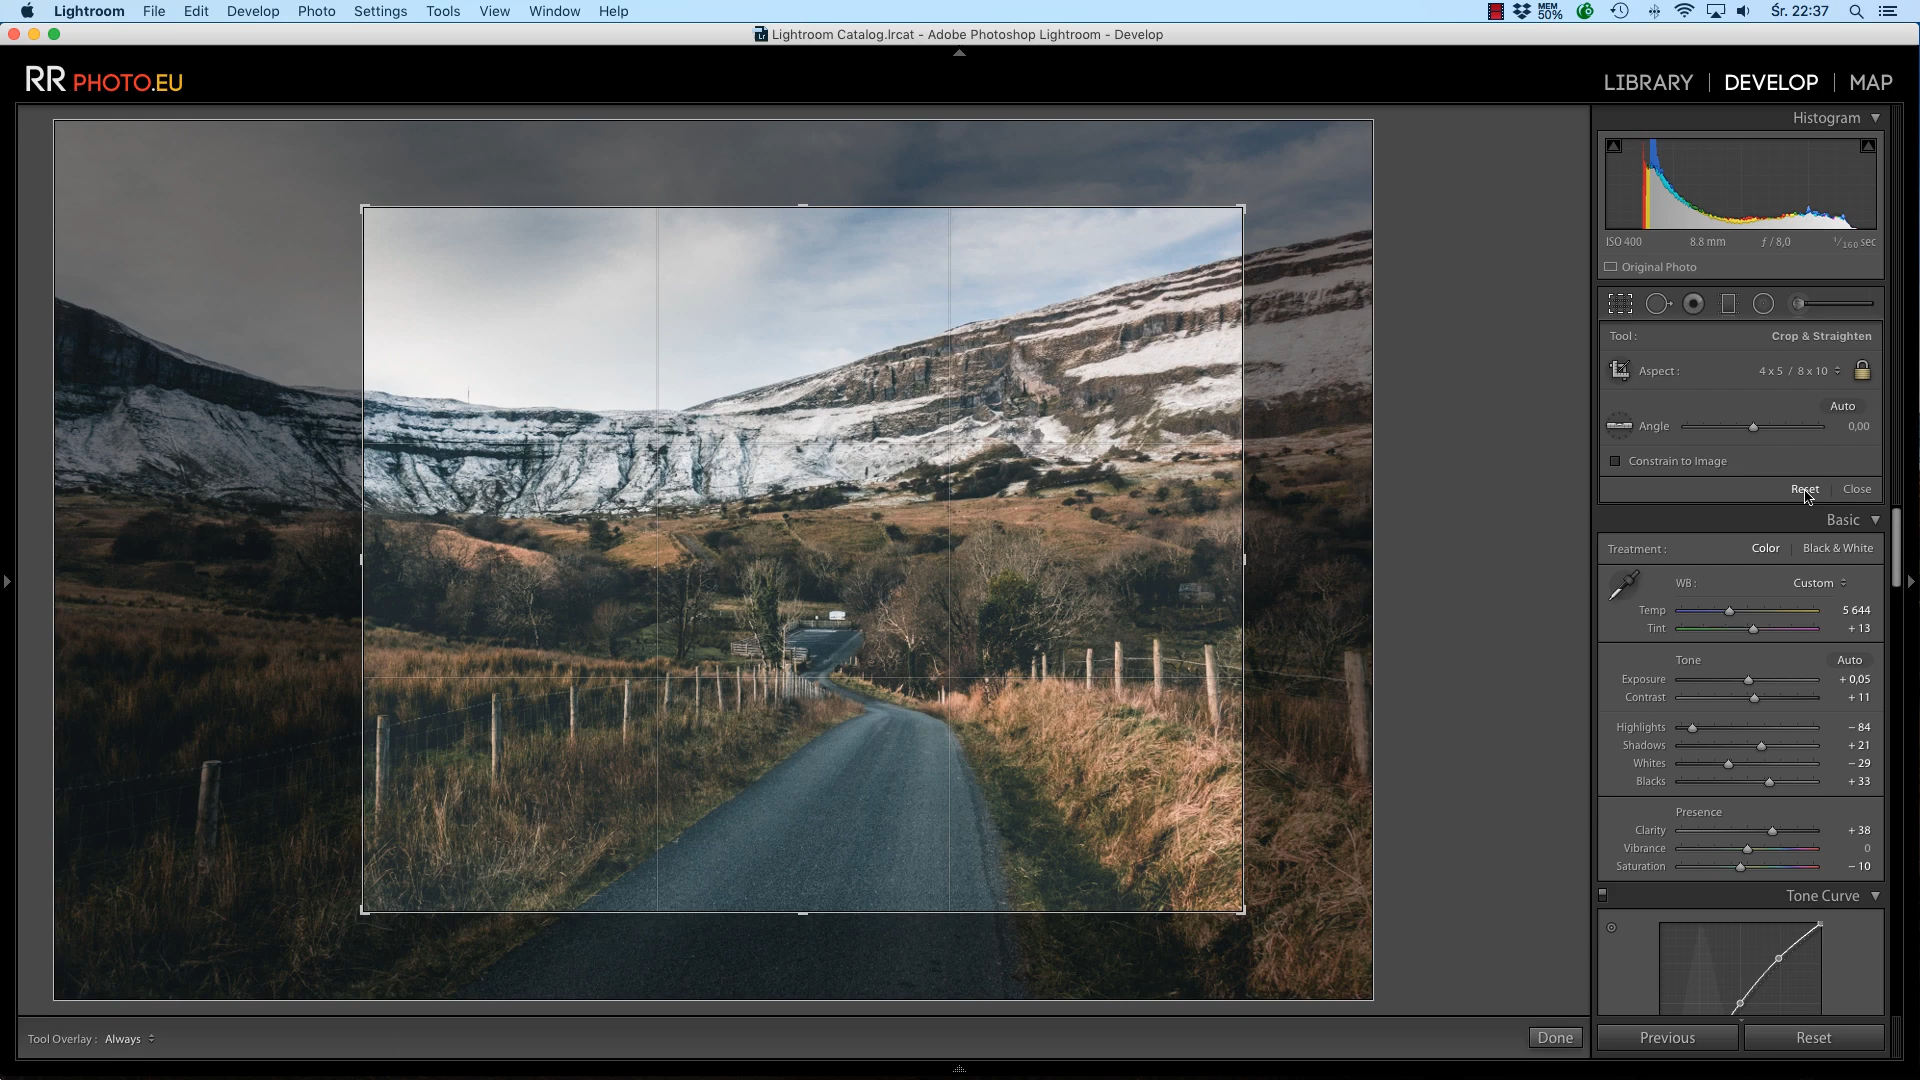 Lightroom File Edit Develop Photo Settings Tools View Window Help MEM 50% Śr. 22:37
Lightroom Catalog.lrcat - Adobe Photoshop Lightroom - Develop
RR PHOTO.EU LIBRARY | DEVELOP | MAP
Histogram
ISO 400 8.8 mm ƒ / 8,0 1/160 sec
Original Photo
Tool : Crop & Straighten
Aspect : 4 x 5 / 8 x 10
Auto
Angle 0,00
Constrain to Image
Reset Close
Basic
Treatment : Color Black & White
WB : Custom
Temp 5 644
Tint + 13
Tone Auto
Exposure + 0,05
Contrast + 11
Highlights − 84
Shadows + 21
Whites − 29
Blacks + 33
Presence
Clarity + 38
Vibrance 0
Saturation − 10
Tone Curve
Tool Overlay : Always Done Previous Reset